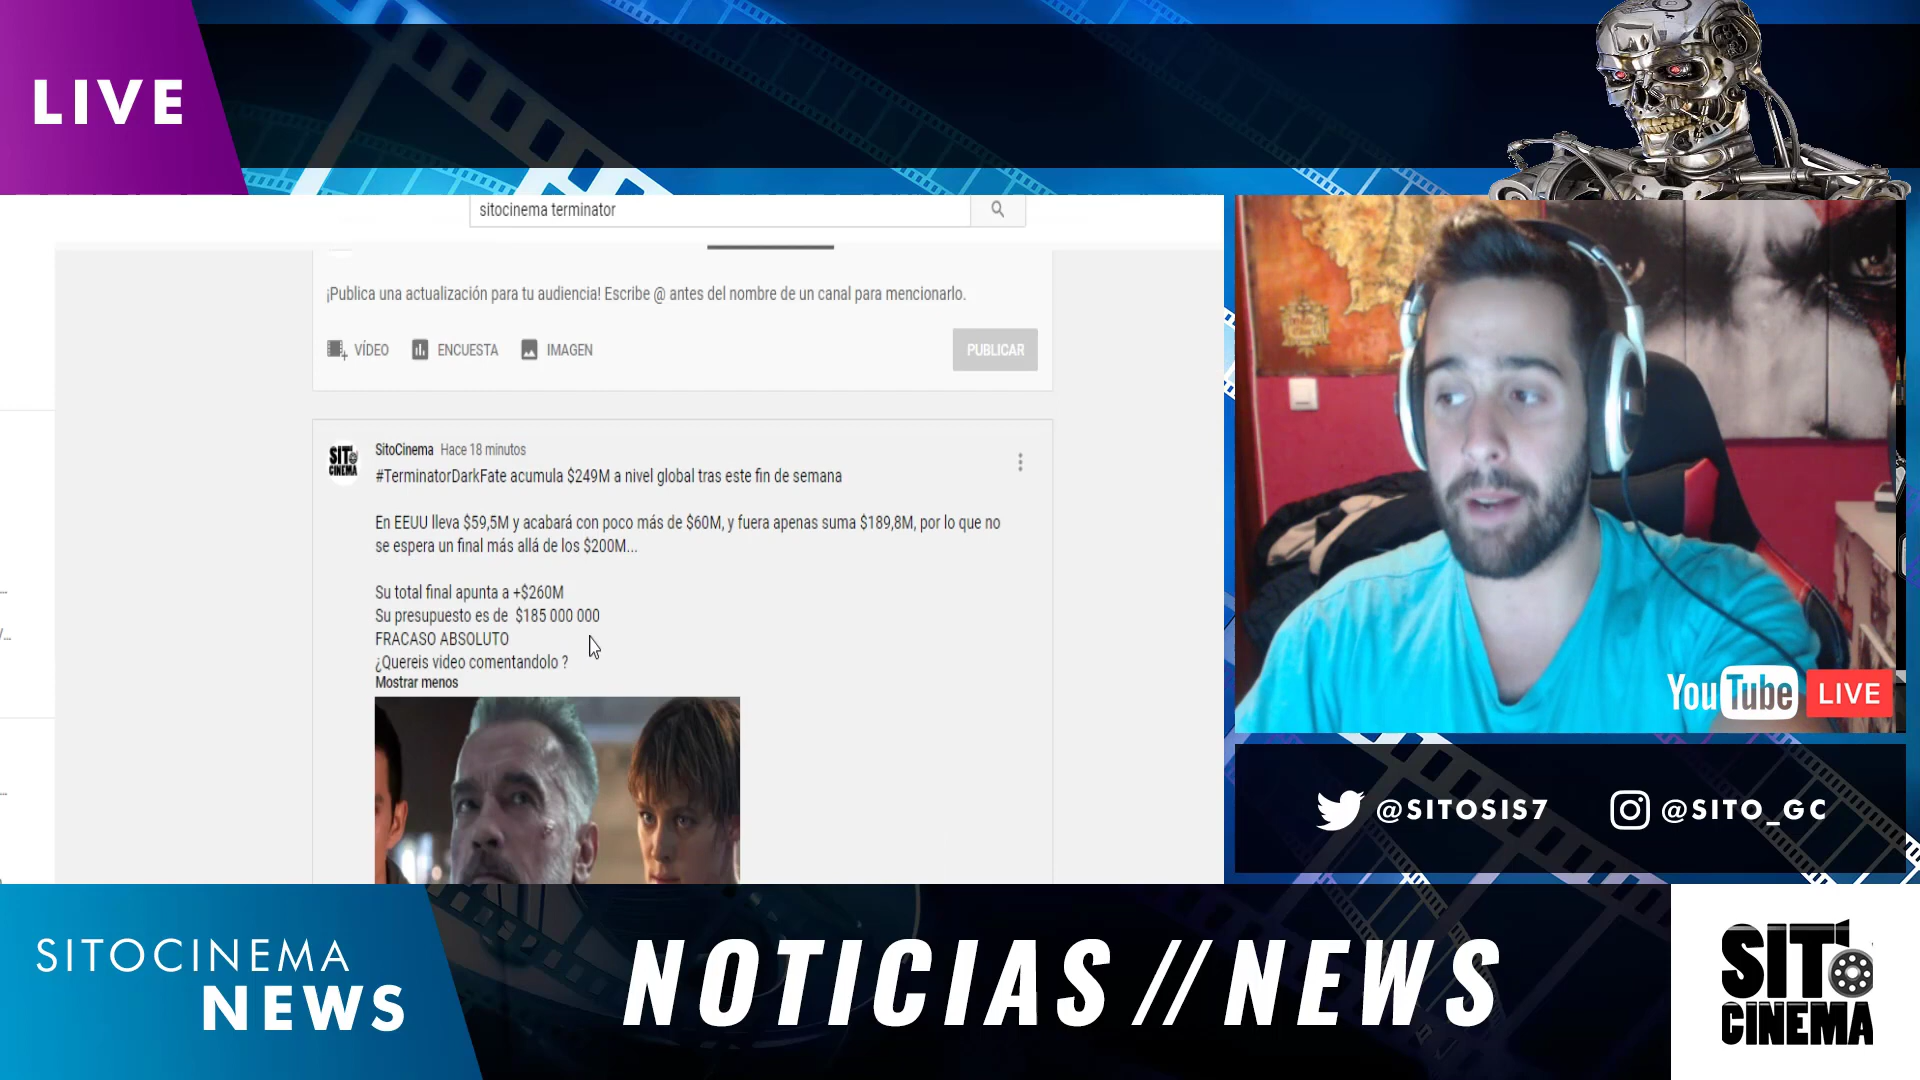 LIVE
sitocinema terminator
¡Publica una actualización para tu audiencia! Escribe @ antes del nombre de un canal para mencionarlo.
VÍDEO ENCUESTA IMAGEN PUBLICAR
SIT
CINEMA
SitoCinema Hace 18 minutos
#TerminatorDarkFate acumula $249M a nivel global tras este fin de semana
En EEUU lleva $59,5M y acabará con poco más de $60M, y fuera apenas suma $189,8M, por lo que no
se espera un final más allá de los $200M...
Su total final apunta a +$260M
Su presupuesto es de $185 000 000
FRACASO ABSOLUTO
¿Quereis video comentandolo ?
Mostrar menos
YouTube LIVE
@SITOSIS7 @SITO_GC
SITOCINEMA
NEWS
NOTICIAS // NEWS
SITO
CINEMA